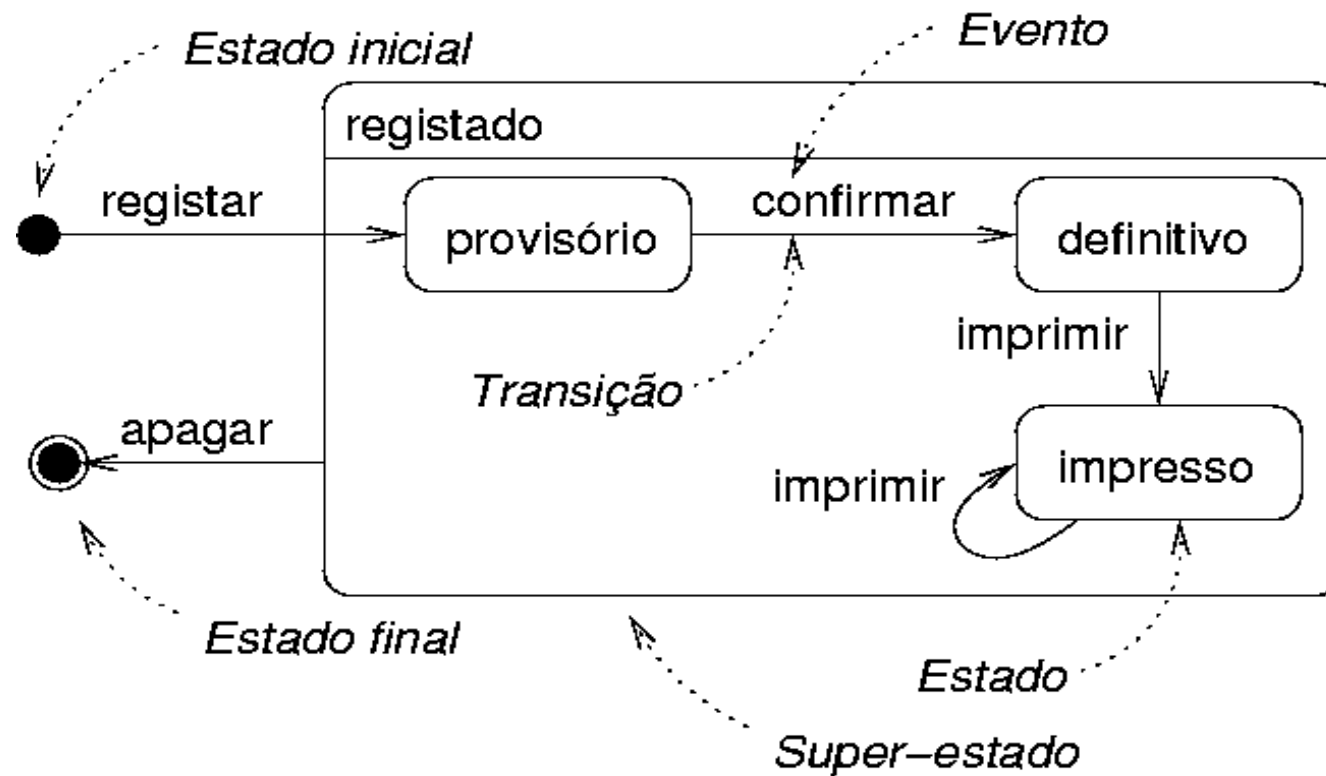 Estado inicial
Evento
registado
registar
provisório
confirmar
definitivo
imprimir
Transição
apagar
imprimir
impresso
Estado final
Estado
Super-estado